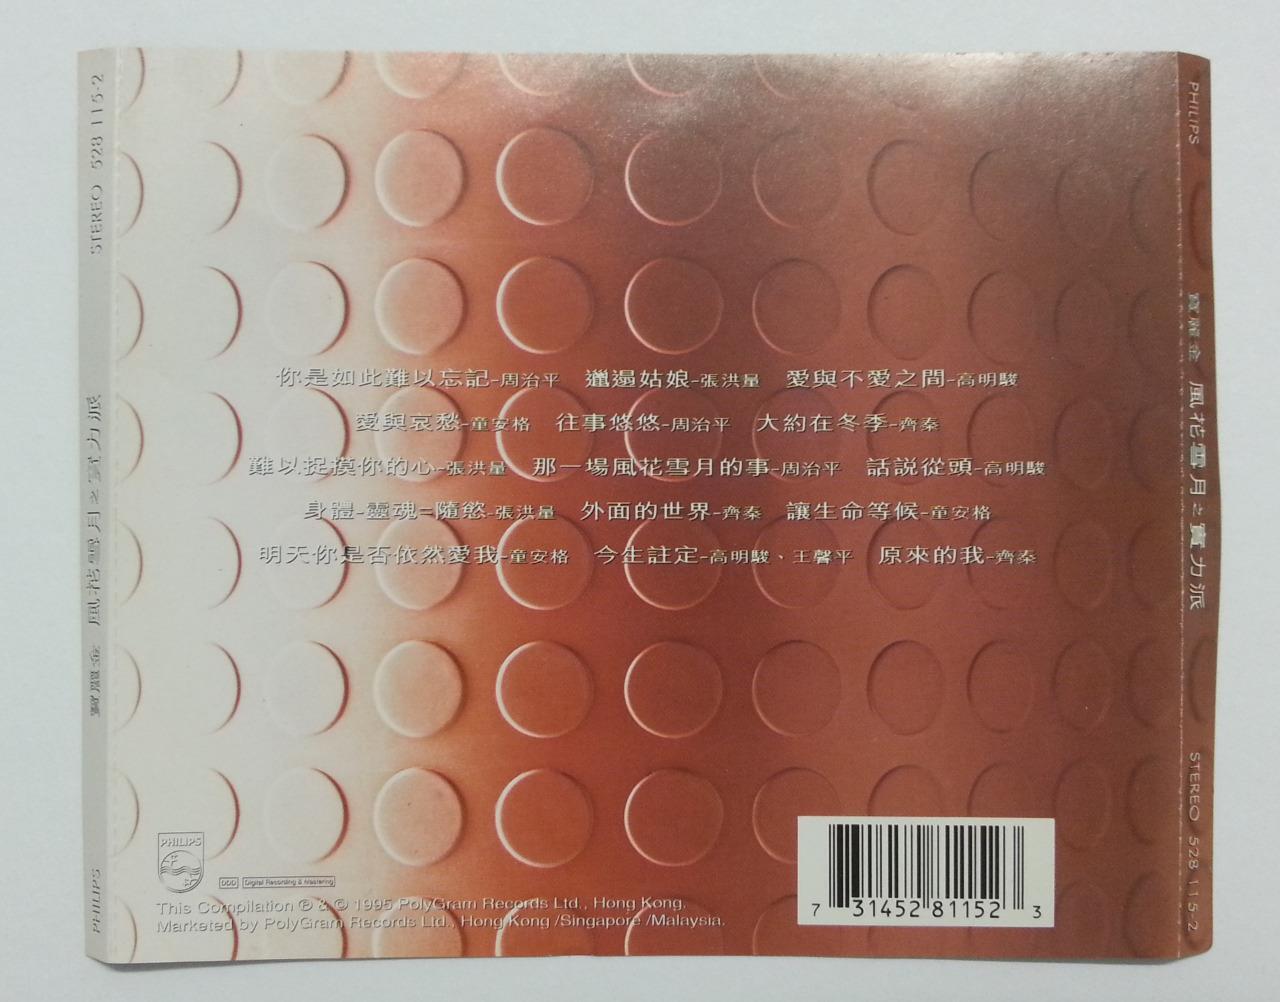 STEREO 528 115-2
寶麗金 風花雪月之實力派
PHILIPS
你是如此難以忘記-周治平 邋遢姑娘-張洪量 愛與不愛之間-高明駿
愛與哀愁-童安格 往事悠悠-周治平 大約在冬季-齊秦
難以捉摸你的心-張洪量 那一場風花雪月的事-周治平 話說從頭-高明駿
身體-靈魂=隨慾-張洪量 外面的世界-齊秦 讓生命等候-童安格
明天你是否依然愛我-童安格 今生註定-高明駿、王馨平 原來的我-齊秦
PHILIPS
DDD Digital Recording & Mastering
This Compilation ℗ & © 1995 PolyGram Records Ltd., Hong Kong.
Marketed by PolyGram Records Ltd., Hong Kong /Singapore /Malaysia.
7 31452 81152 3
PHILIPS
寶麗金 風花雪月之實力派
STEREO 528 115-2